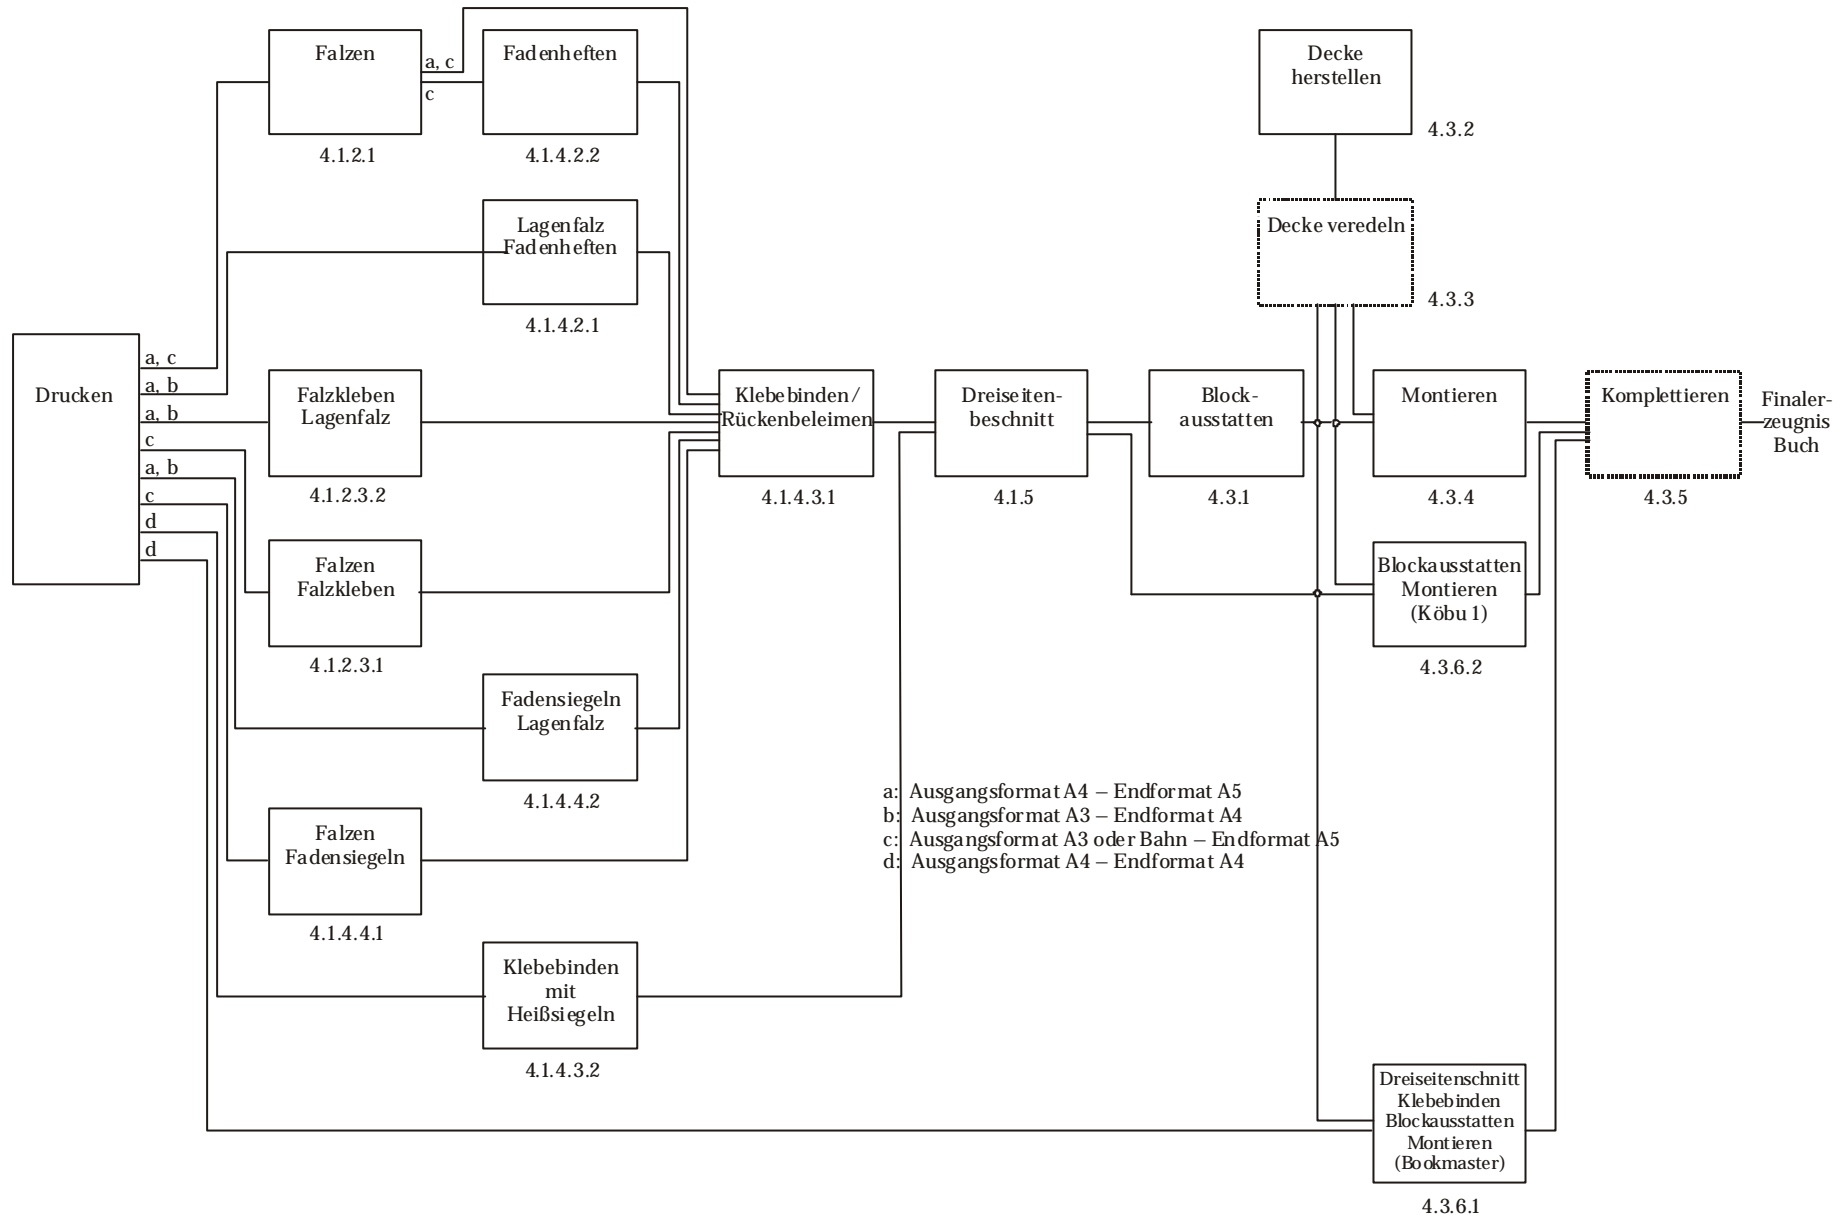 Falzen
a, c
c
4.1.2.1
Fadenheften
4.1.4.2.2
Decke
herstellen
4.3.2
Lagenfalz
Fadenheften
4.1.4.2.1
Decke veredeln
4.3.3
Drucken
a, c
a, b
a, b
c
a, b
c
d
d
Falzkleben
Lagenfalz
4.1.2.3.2
Klebebinden/
Rückenbeleimen
4.1.4.3.1
Dreiseiten-
beschnitt
4.1.5
Block-
ausstatten
4.3.1
Montieren
4.3.4
Komplettieren
4.3.5
Finaler-
zeugnis
Buch
Falzen
Falzkleben
4.1.2.3.1
Blockausstatten
Montieren
(Köbu 1)
4.3.6.2
Fadensiegeln
Lagenfalz
4.1.4.4.2
a: Ausgangsformat A4 – Endformat A5
b: Ausgangsformat A3 – Endformat A4
c: Ausgangsformat A3 oder Bahn – Endformat A5
d: Ausgangsformat A4 – Endformat A4
Falzen
Fadensiegeln
4.1.4.4.1
Klebebinden
mit
Heißsiegeln
4.1.4.3.2
Dreiseitenschnitt
Klebebinden
Blockausstatten
Montieren
(Bookmaster)
4.3.6.1